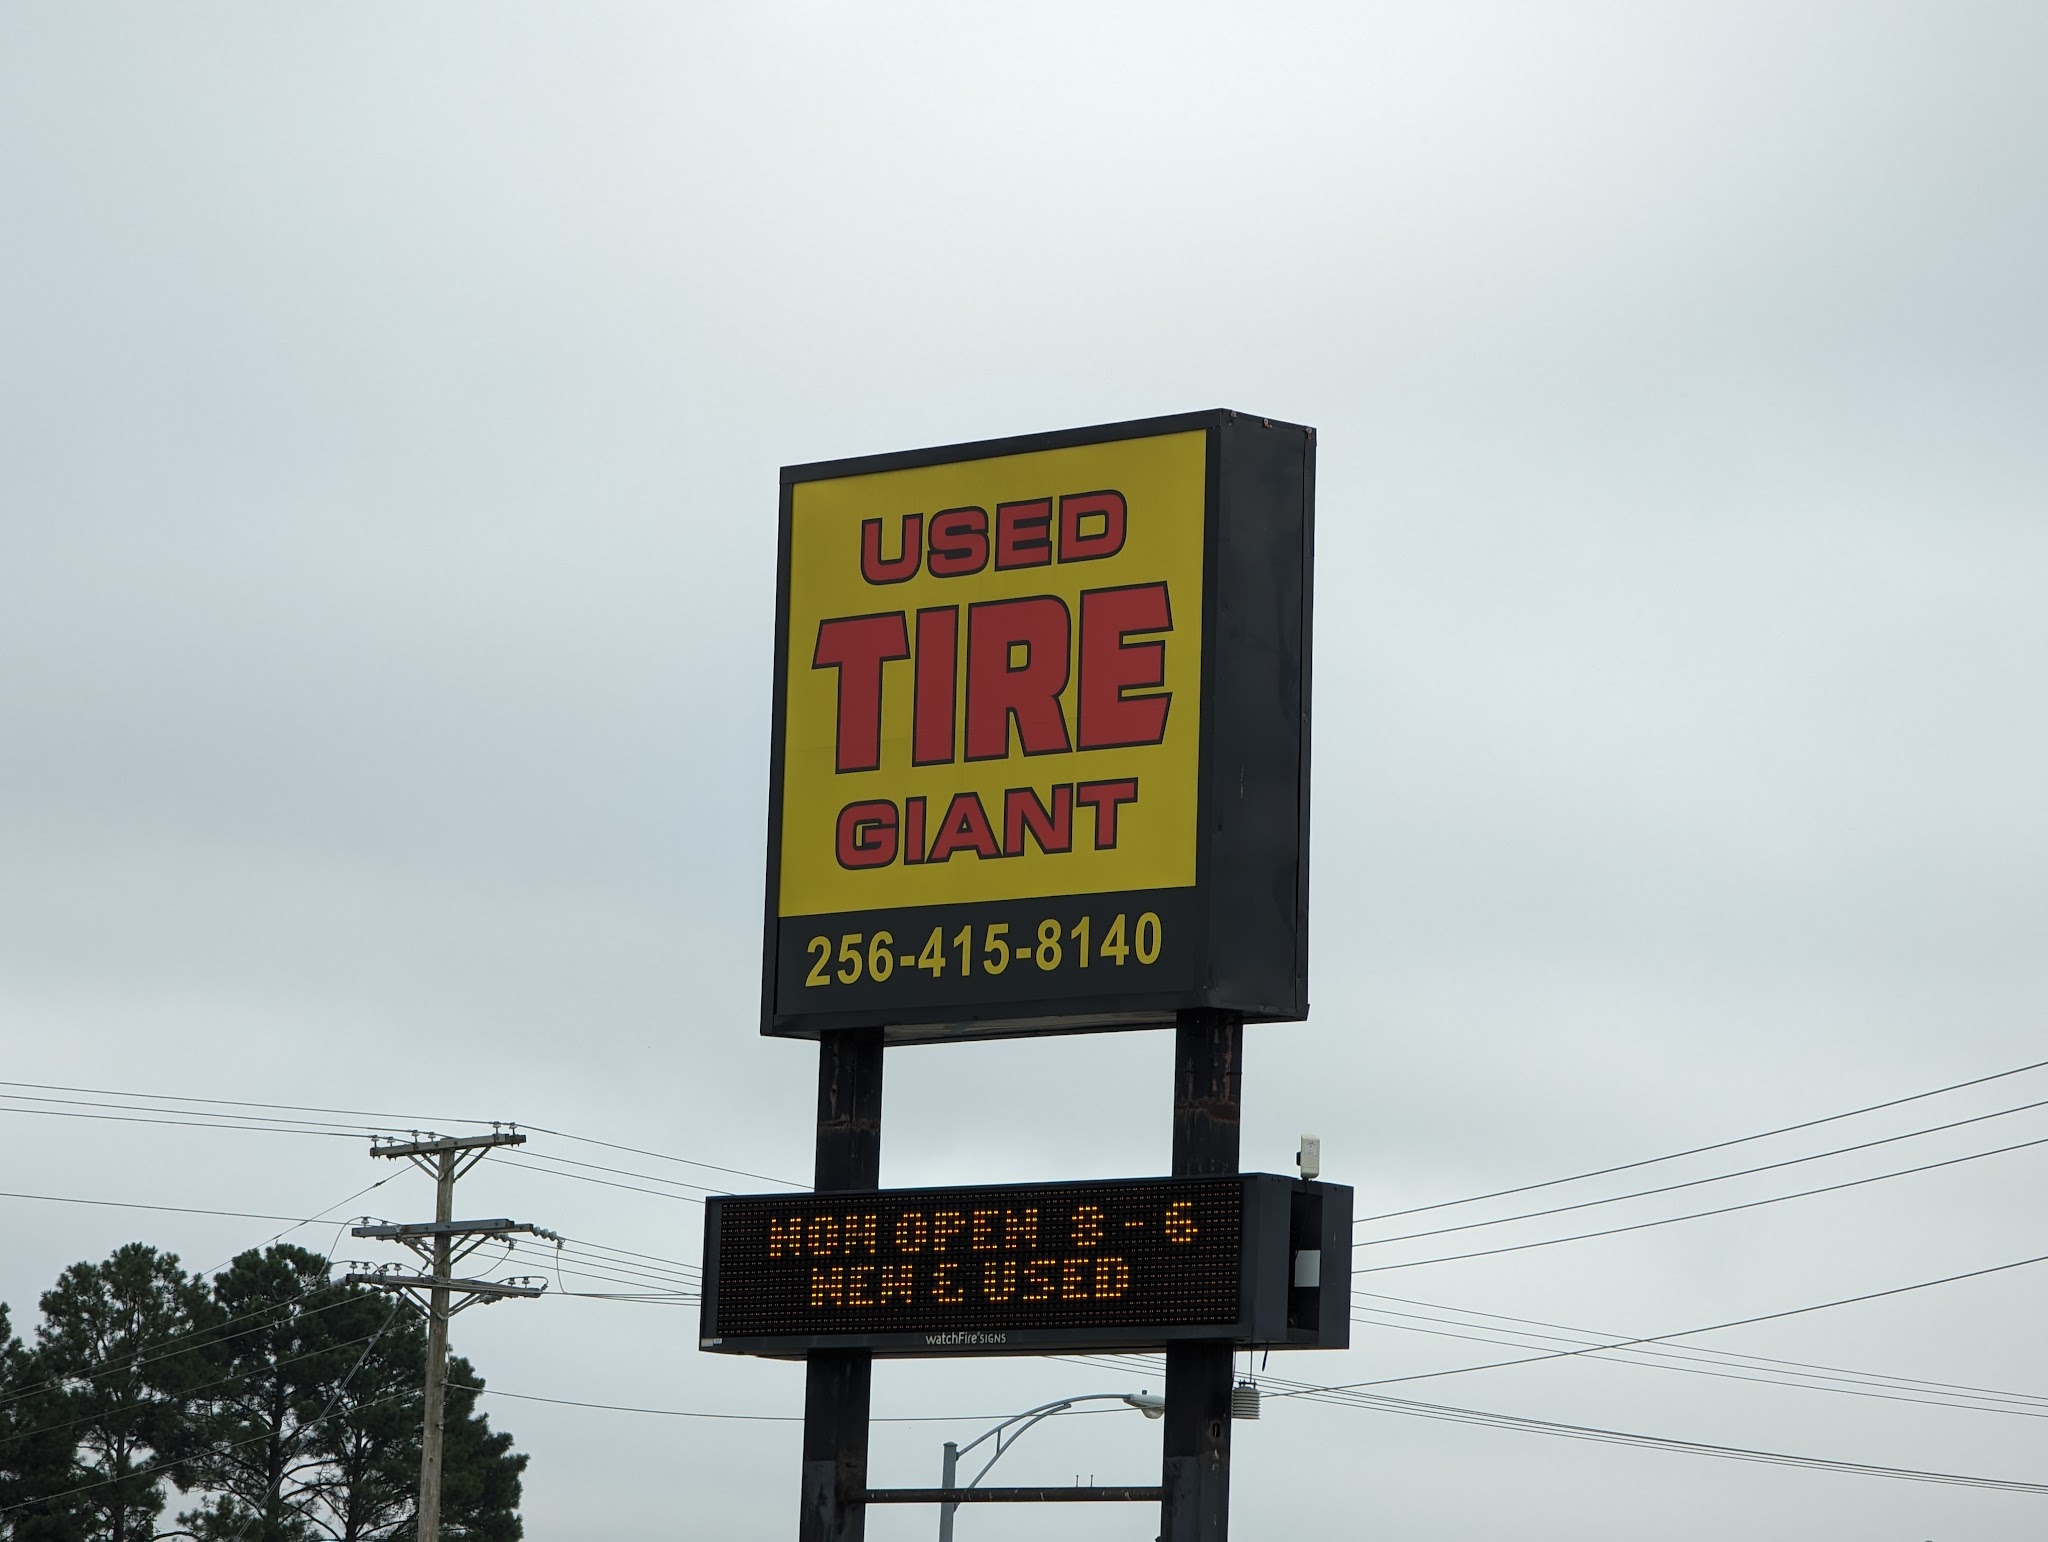 USED
TIRE
GIANT
256-415-8140
NOW OPEN 8 - 6
NEW & USED
watchFire SIGNS